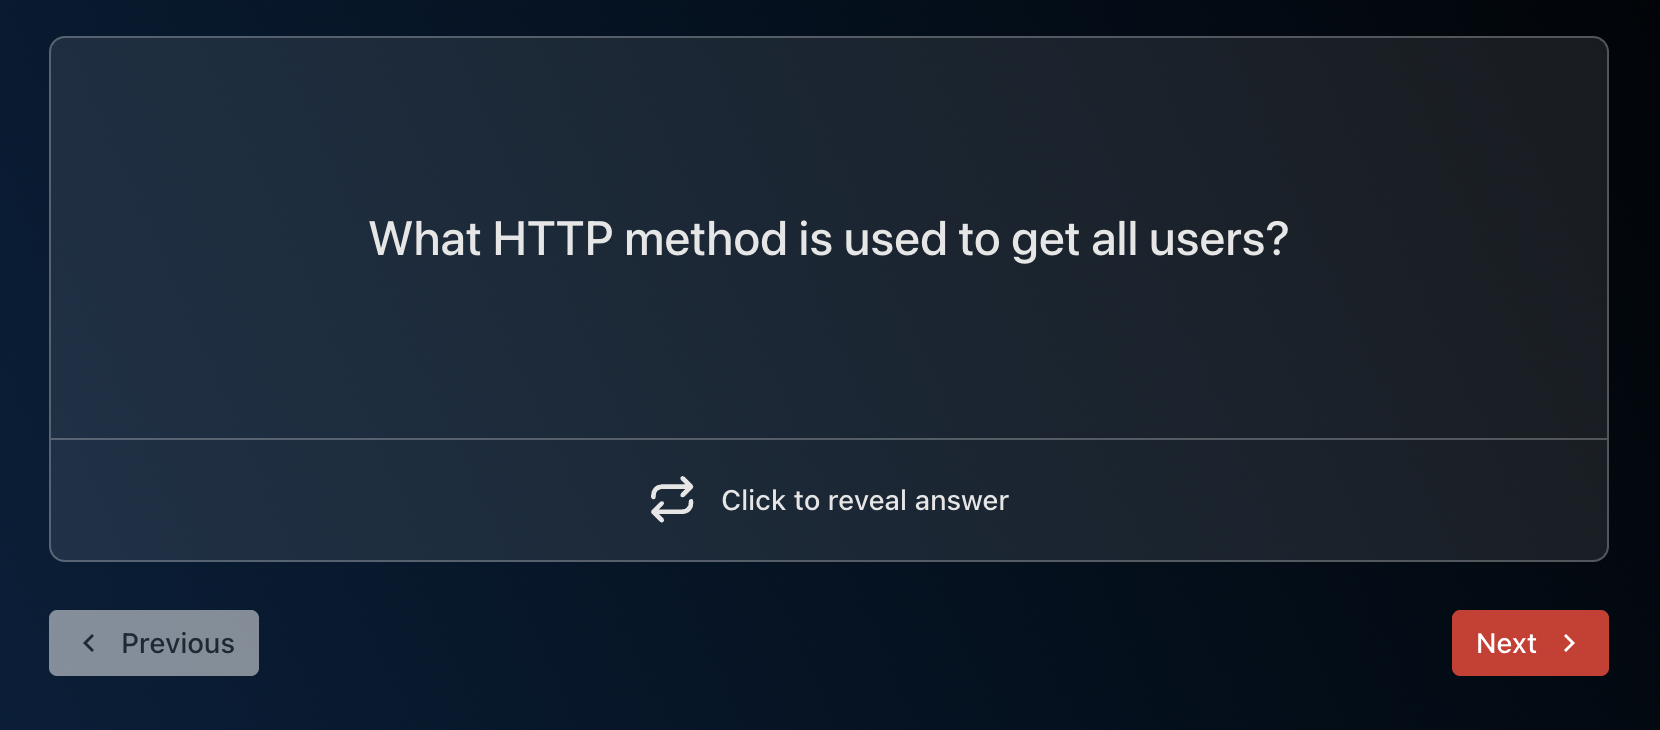 What HTTP method is used to get all users?
Click to reveal answer
Previous
Next